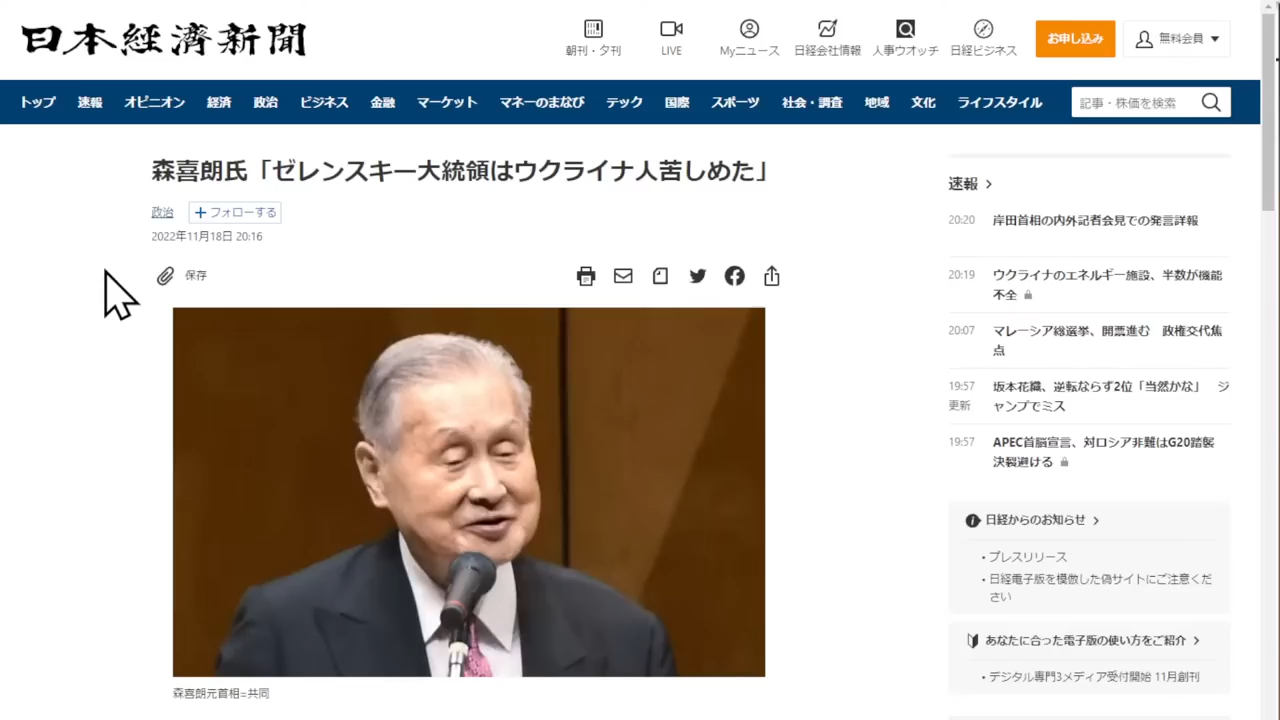 日本経済新聞
朝刊・夕刊
LIVE
Myニュース
日経会社情報
人事ウオッチ
日経ビジネス
お申し込み
無料会員
トップ 速報 オピニオン 経済 政治 ビジネス 金融 マーケット マネーのまなび テック 国際 スポーツ 社会・調査 地域 文化 ライフスタイル
記事・株価を検索
森喜朗氏「ゼレンスキー大統領はウクライナ人苦しめた」
政治 +フォローする
2022年11月18日 20:16
保存
森喜朗元首相=共同
速報
20:20 岸田首相の内外記者会見での発言詳報
20:19 ウクライナのエネルギー施設、半数が機能
不全
20:07 マレーシア総選挙、開票進む 政権交代焦
点
19:57 坂本花織、逆転ならず2位「当然かな」 ジ
更新 ャンプでミス
19:57 APEC首脳宣言、対ロシア非難はG20踏襲
決裂避ける
日経からのお知らせ
・プレスリリース
・日経電子版を模倣した偽サイトにご注意くだ
さい
あなたに合った電子版の使い方をご紹介
・デジタル専門3メディア受付開始 11月創刊